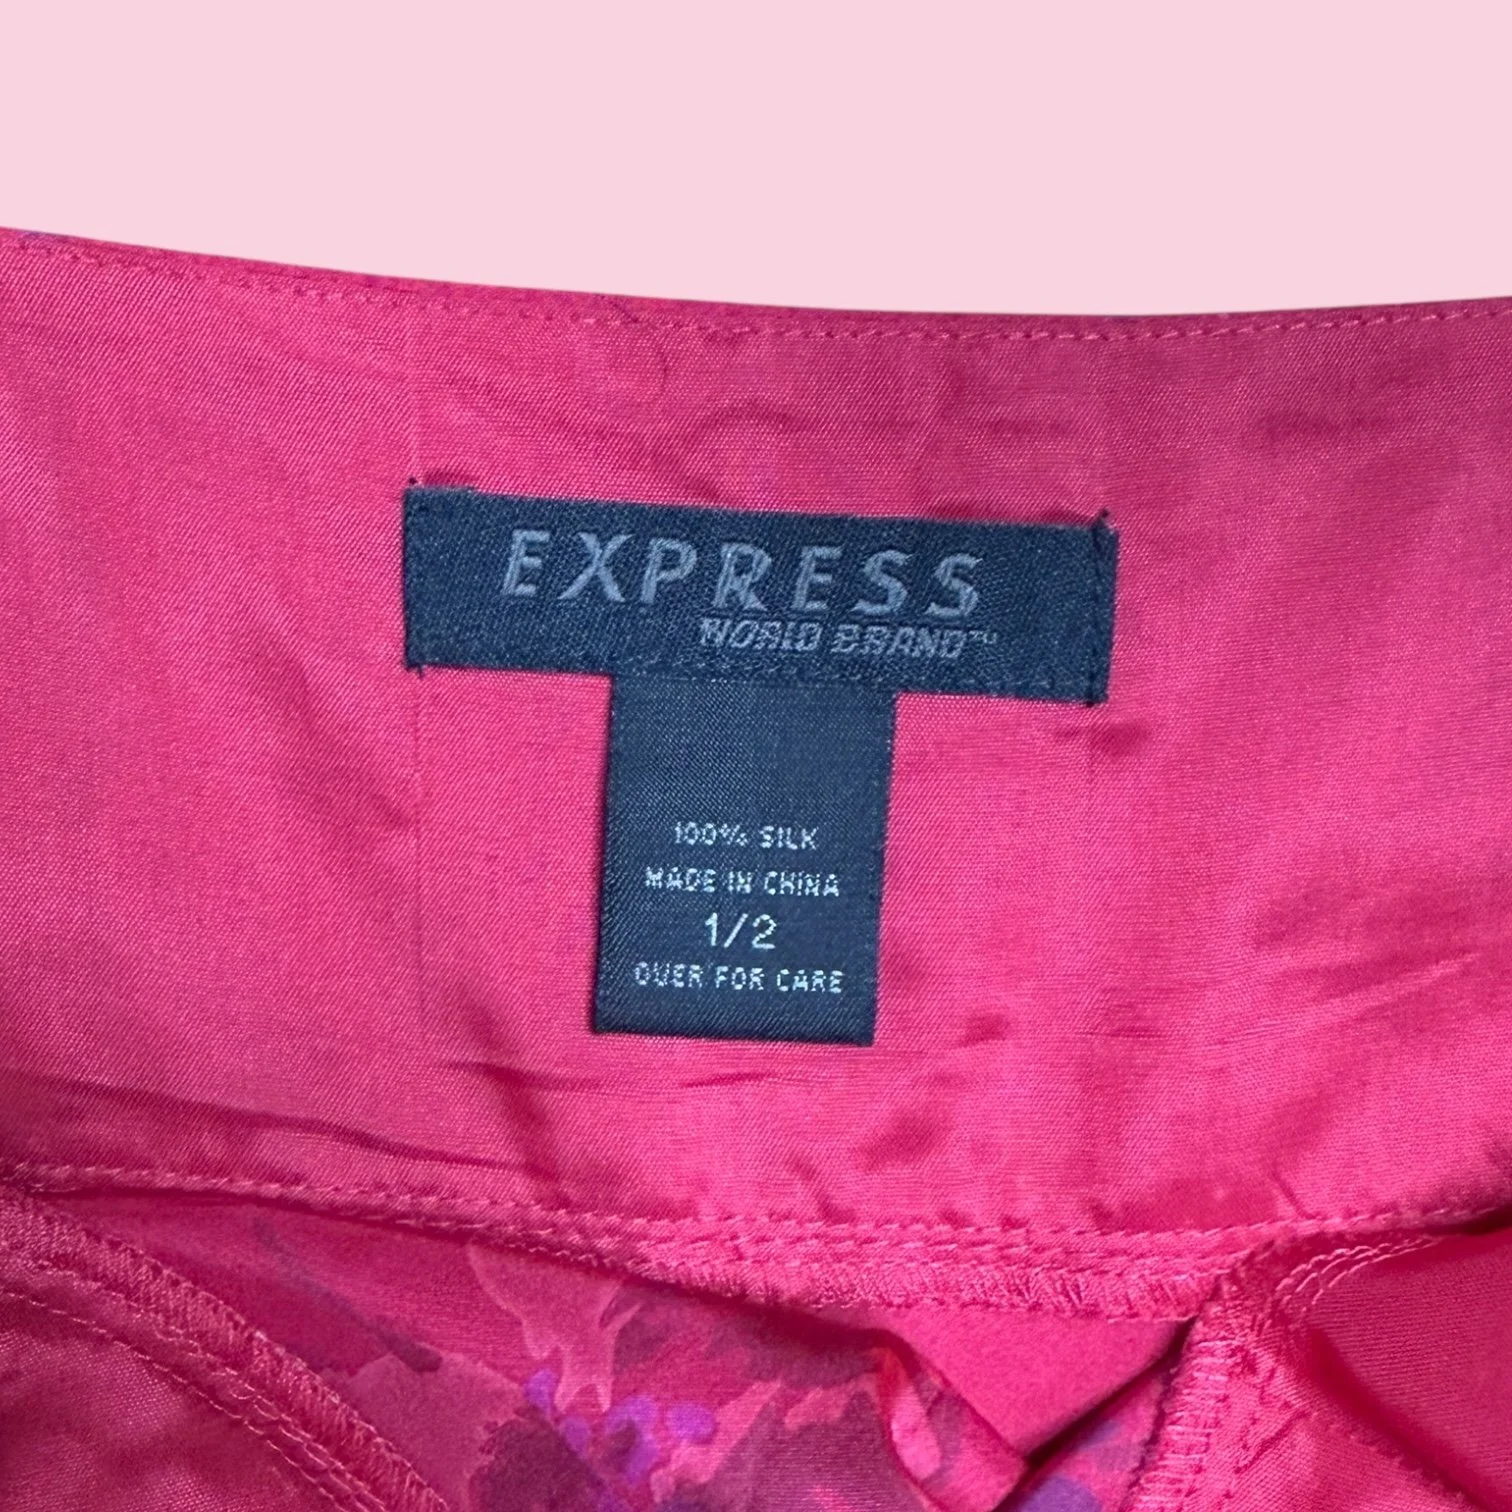 EXPRESS
WORLD BRAND™
100% SILK
MADE IN CHINA
1/2
OVER FOR CARE